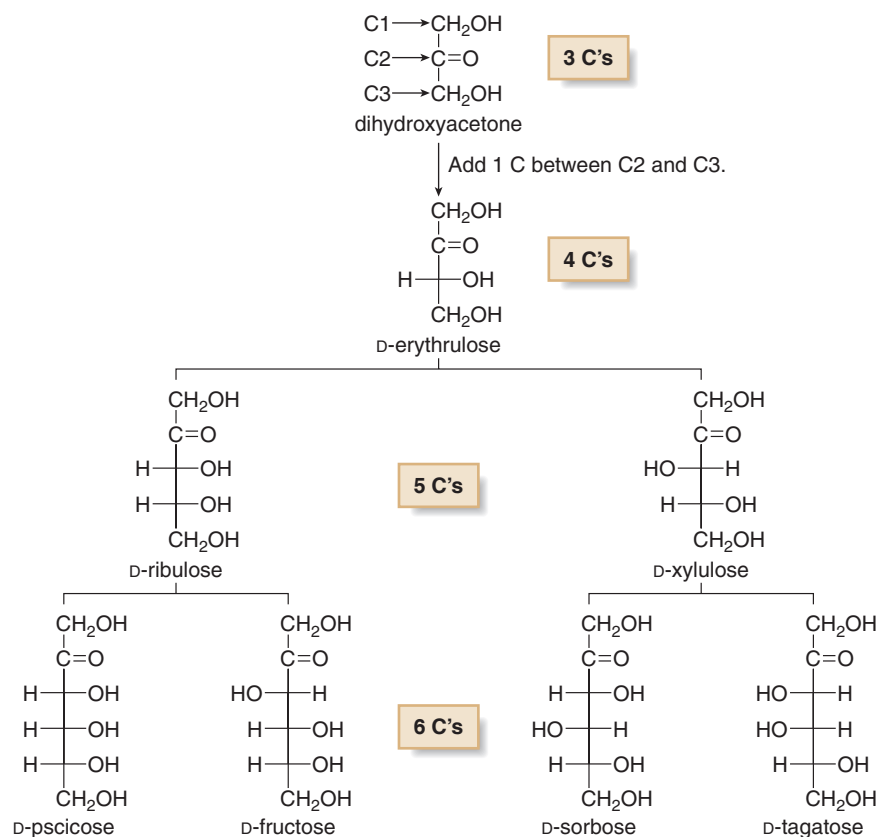 C1 CH₂OH
C2 C=O 3 C's
C3 CH₂OH
dihydroxyacetone
Add 1 C between C2 and C3.
CH₂OH
C=O 4 C's
H OH
CH₂OH
D-erythrulose
CH₂OH CH₂OH
C=O C=O
H OH HO H
5 C's
H OH H OH
CH₂OH CH₂OH
D-ribulose D-xylulose
CH₂OH CH₂OH CH₂OH CH₂OH
C=O C=O C=O C=O
H OH HO H H OH HO H
H OH H OH 6 C's HO H HO H
H OH H OH H OH H OH
CH₂OH CH₂OH CH₂OH CH₂OH
D-pscicose D-fructose D-sorbose D-tagatose